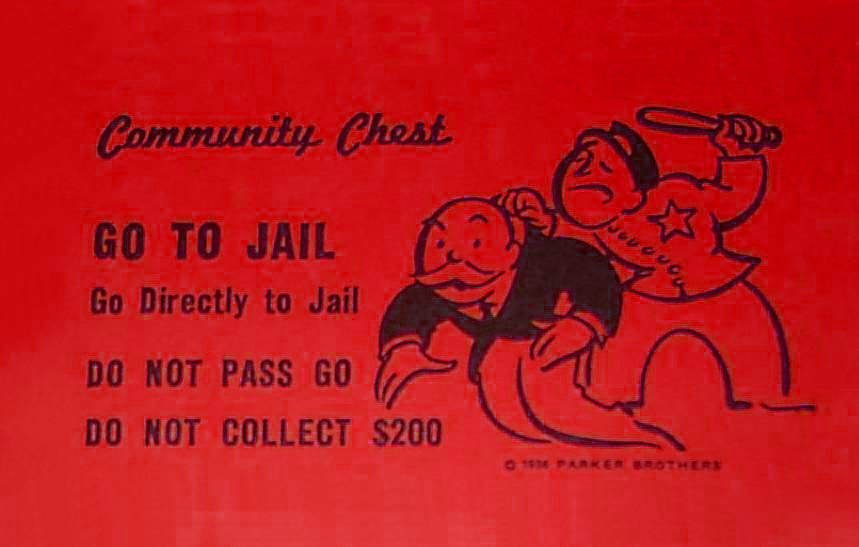 Community Chest
GO TO JAIL
Go Directly to Jail
DO NOT PASS GO
DO NOT COLLECT $200
© 1936 PARKER BROTHERS